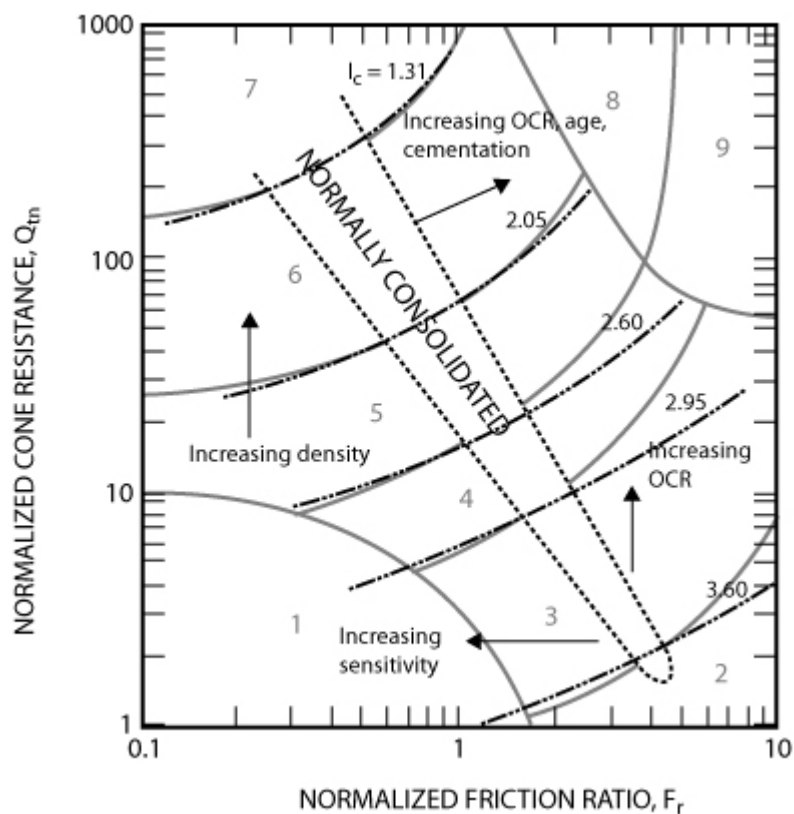 1000
7
I_c = 1.31
8
Increasing OCR, age,
cementation
9
NORMALLY CONSOLIDATED
2.05
100
6
2.60
5
2.95
Increasing density
Increasing
OCR
10
4
3.60
1
Increasing
sensitivity
3
2
1
0.1
1
10
NORMALIZED CONE RESISTANCE, Q_tn
NORMALIZED FRICTION RATIO, F_r